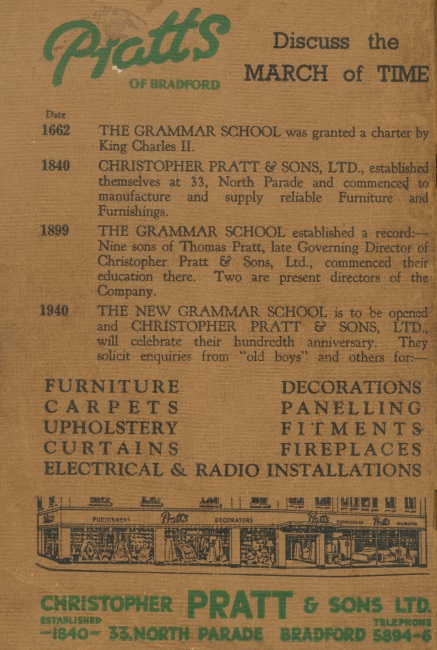 Pratts
OF BRADFORD
Discuss the
MARCH of TIME
Date
1662 THE GRAMMAR SCHOOL was granted a charter by
King Charles II.
1840 CHRISTOPHER PRATT & SONS, LTD., established
themselves at 33, North Parade and commenced to
manufacture and supply reliable Furniture and
Furnishings.
1899 THE GRAMMAR SCHOOL established a record:—
Nine sons of Thomas Pratt, late Governing Director of
Christopher Pratt & Sons, Ltd., commenced their
education there. Two are present directors of the
Company.
1940 THE NEW GRAMMAR SCHOOL is to be opened
and CHRISTOPHER PRATT & SONS, LTD.,
will celebrate their hundredth anniversary. They
solicit enquiries from "old boys" and others for:—
FURNITURE DECORATIONS
CARPETS PANELLING
UPHOLSTERY FITMENTS
CURTAINS FIREPLACES
ELECTRICAL & RADIO INSTALLATIONS
FURNISHERS Pratts DECORATORS Pratts Pratts
CHRISTOPHER PRATT & SONS LTD.
ESTABLISHED TELEPHONE
-1840- 33, NORTH PARADE BRADFORD 5894-6